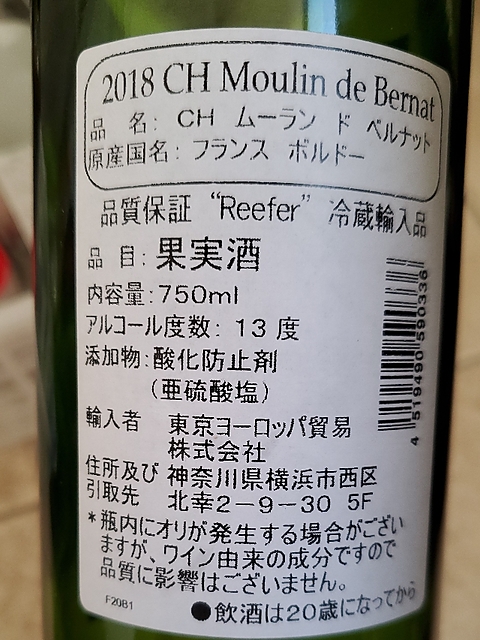 2018 CH Moulin de Bernat
品 名: CH ムーラン ド ベルナット
原産国名: フランス ボルドー
品質保証 “Reefer” 冷蔵輸入品
品 目: 果実酒
内容量: 750ml
アルコール度数: 13 度
添加物: 酸化防止剤
(亜硫酸塩)
輸入者 東京ヨーロッパ貿易
株式会社
住所及び 神奈川県横浜市西区
引取先 北幸2-9-30 5F
*瓶内にオリが発生する場合がござい
ますが、ワイン由来の成分ですので
品質に影響はございません。
F20B1
●飲酒は20歳になってから
4 519490 590336